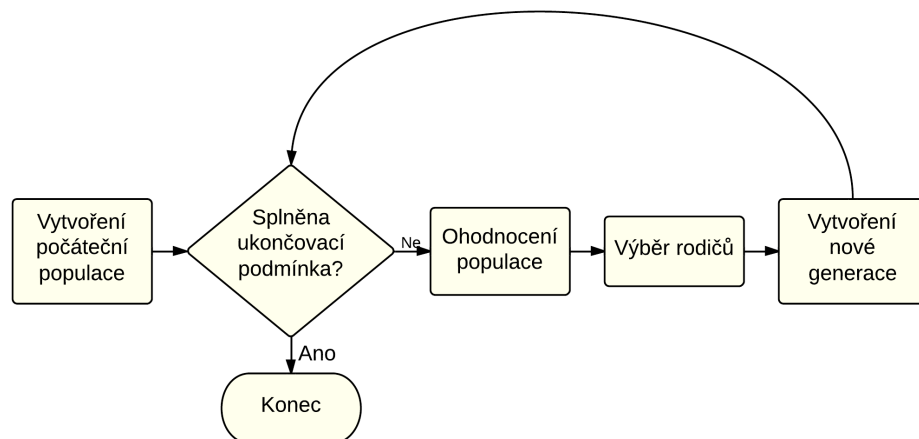 Vytvoření
počáteční
populace
Splněna
ukončovací
podmínka?
Ne
Ohodnocení
populace
Výběr rodičů
Vytvoření
nové
generace
Ano
Konec